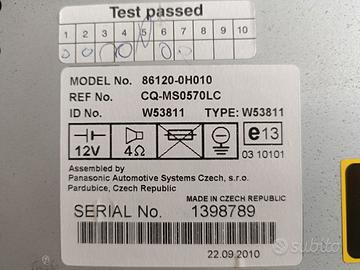 Test passed
1 2 3 4 5 6 7 8 9 10
MODEL No. 86120-0H010
REF No. CQ-MS0570LC
ID No. W53811 TYPE: W53811
12V 4Ω e13
03 10101
Assembled by
Panasonic Automotive Systems Czech, s.r.o.
Pardubice, Czech Republic
MADE IN CZECH REPUBLIC
SERIAL No. 1398789
22.09.2010
subito